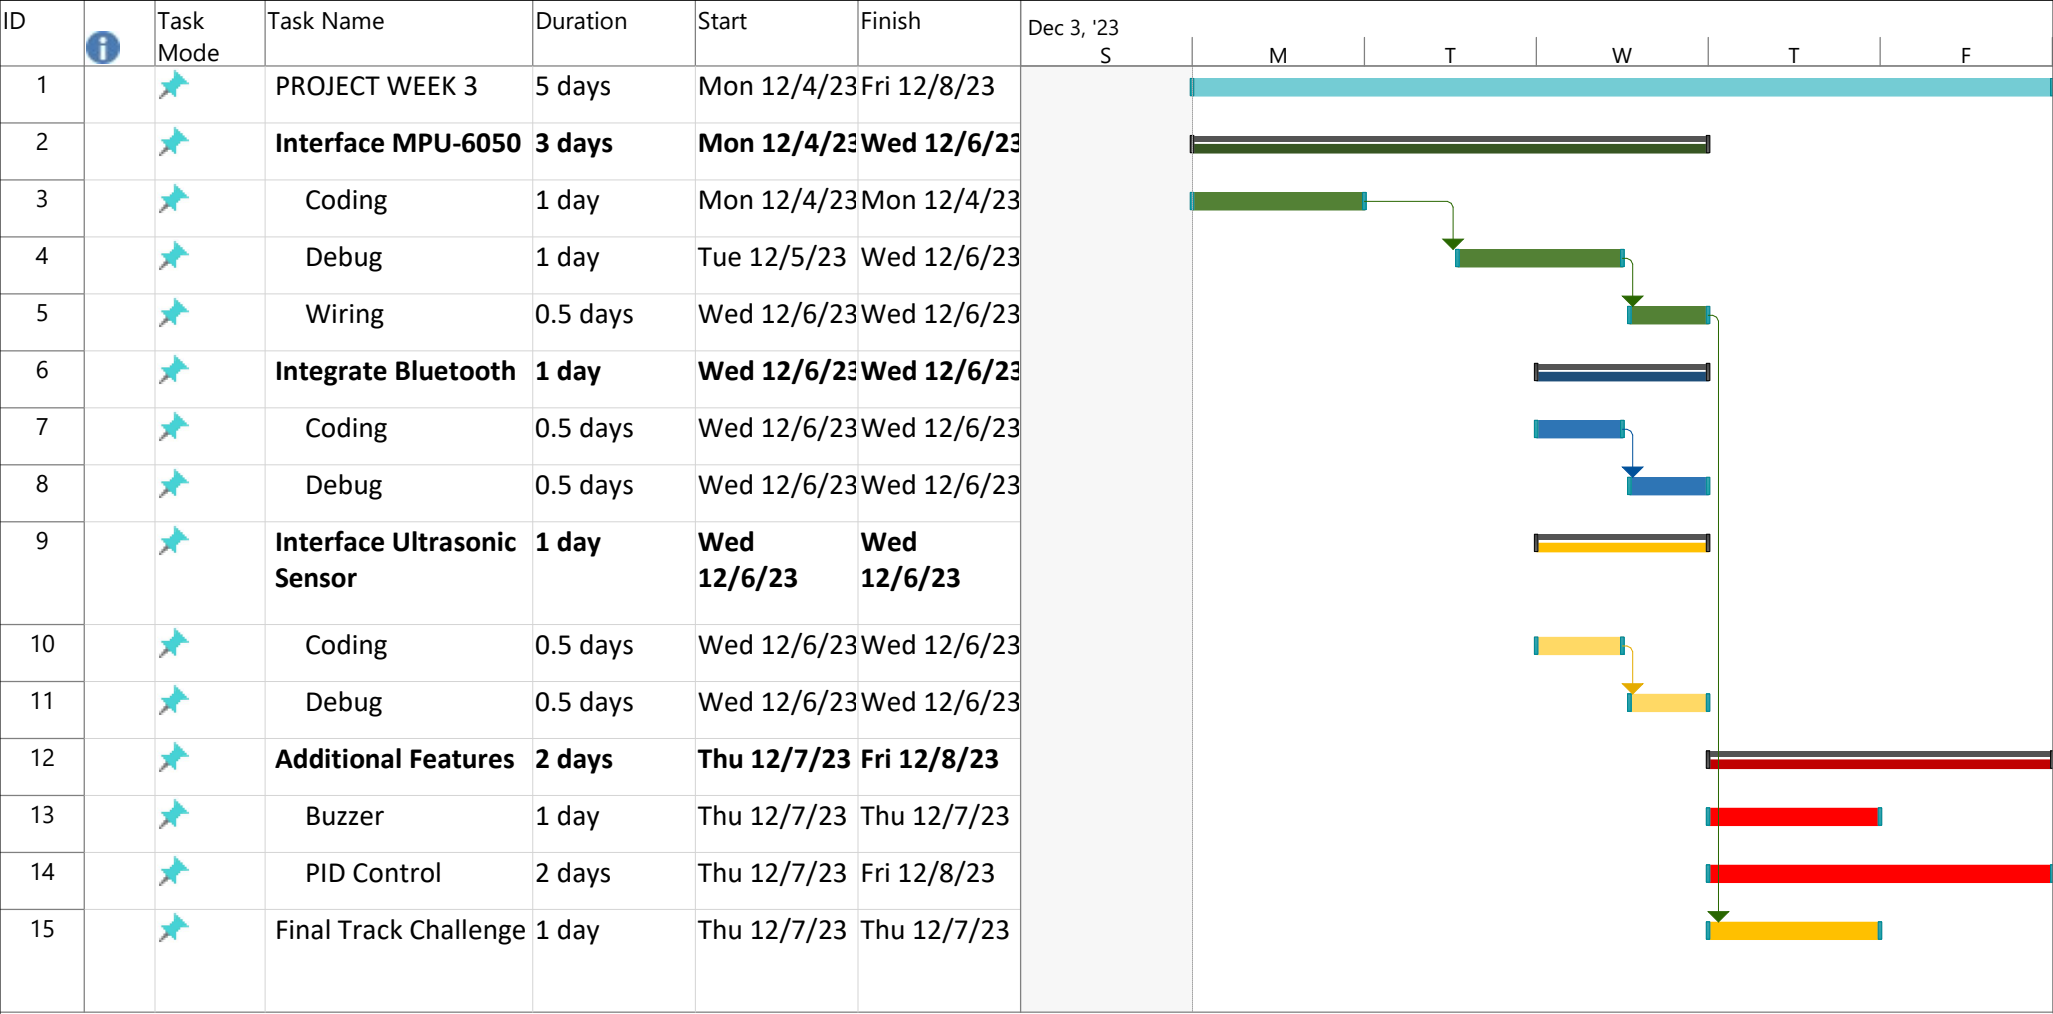 ID Task Mode Task Name Duration Start Finish Dec 3, '23
S M T W T F
1 PROJECT WEEK 3 5 days Mon 12/4/23 Fri 12/8/23
2 Interface MPU-6050 3 days Mon 12/4/23 Wed 12/6/23
3 Coding 1 day Mon 12/4/23 Mon 12/4/23
4 Debug 1 day Tue 12/5/23 Wed 12/6/23
5 Wiring 0.5 days Wed 12/6/23 Wed 12/6/23
6 Integrate Bluetooth 1 day Wed 12/6/23 Wed 12/6/23
7 Coding 0.5 days Wed 12/6/23 Wed 12/6/23
8 Debug 0.5 days Wed 12/6/23 Wed 12/6/23
9 Interface Ultrasonic Sensor 1 day Wed 12/6/23 Wed 12/6/23
10 Coding 0.5 days Wed 12/6/23 Wed 12/6/23
11 Debug 0.5 days Wed 12/6/23 Wed 12/6/23
12 Additional Features 2 days Thu 12/7/23 Fri 12/8/23
13 Buzzer 1 day Thu 12/7/23 Thu 12/7/23
14 PID Control 2 days Thu 12/7/23 Fri 12/8/23
15 Final Track Challenge 1 day Thu 12/7/23 Thu 12/7/23